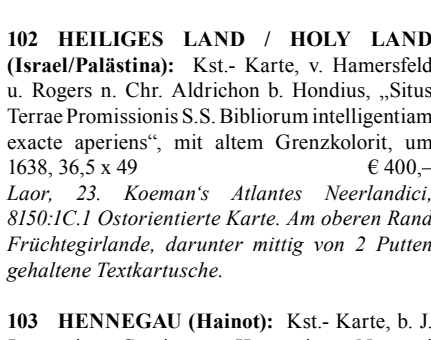 102 HEILIGES LAND / HOLY LAND
(Israel/Palästina): Kst.- Karte, v. Hamersfeld
u. Rogers n. Chr. Aldrichon b. Hondius, „Situs
Terrae Promissionis S.S. Bibliorum intelligentiam
exacte aperiens“, mit altem Grenzkolorit, um
1638, 36,5 x 49 € 400,–
Laor, 23. Koeman‘s Atlantes Neerlandici,
8150:1C.1 Ostorientierte Karte. Am oberen Rand
Früchtegirlande, darunter mittig von 2 Putten
gehaltene Textkartusche.
103 HENNEGAU (Hainot): Kst.- Karte, b. J.